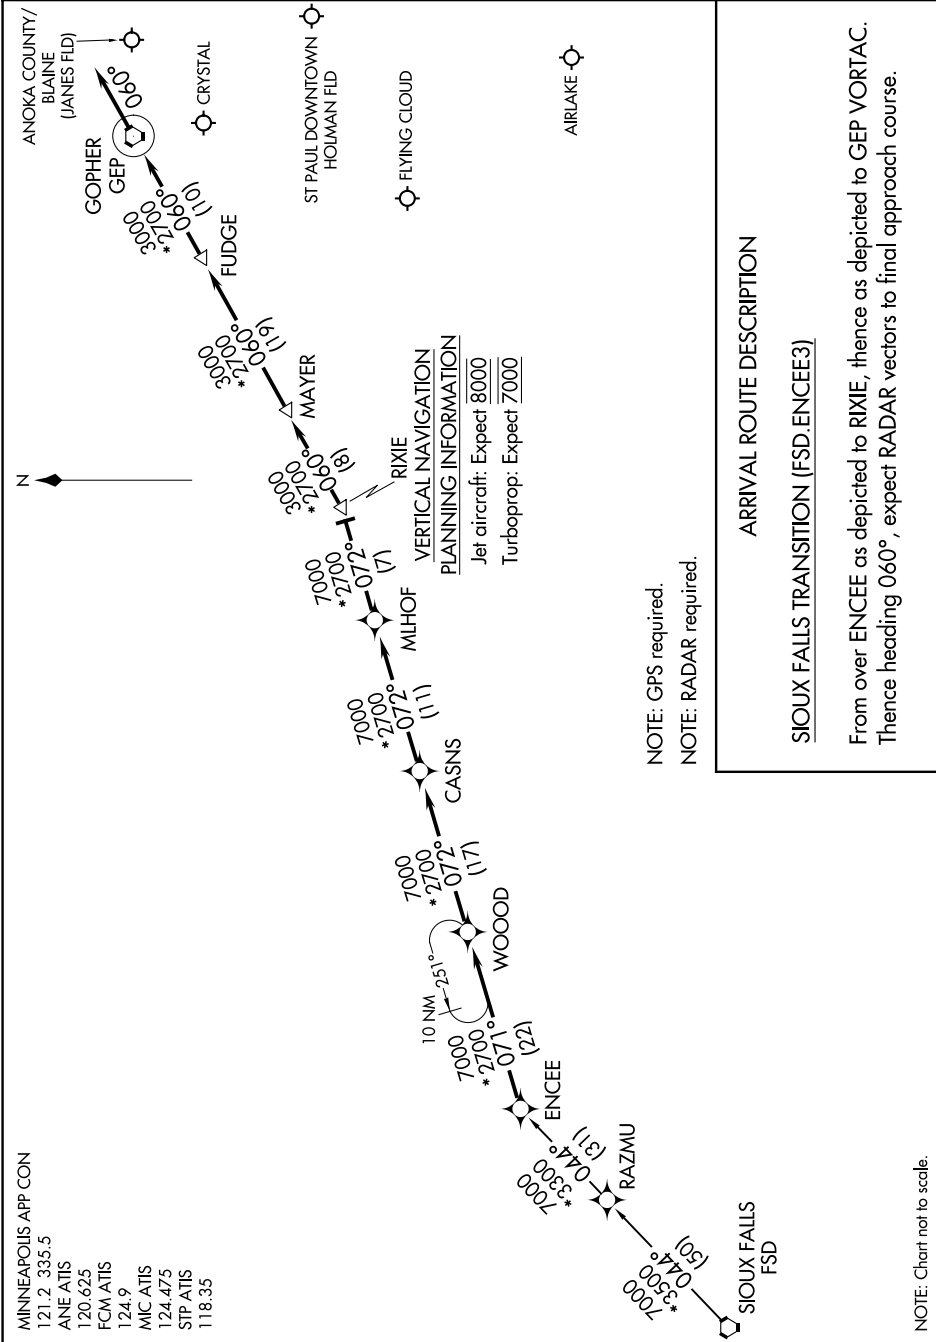 MINNEAPOLIS APP CON
121.2 335.5
ANE ATIS
120.625
FCM ATIS
124.9
MIC ATIS
124.475
STP ATIS
118.35
N
ANOKA COUNTY/
BLAINE
(JANES FLD)
CRYSTAL
ST PAUL DOWNTOWN
HOLMAN FLD
FLYING CLOUD
AIRLAKE
060°
GOPHER
GEP
3000
*2700
060°
(10)
FUDGE
3000
*2700
060°
(19)
MAYER
3000
*2700
060°
(8)
RIXIE
VERTICAL NAVIGATION
PLANNING INFORMATION
Jet aircraft: Expect 8000
Turboprop: Expect 7000
7000
*2700
072°
(7)
MLHOF
7000
*2700
072°
(11)
CASNS
7000
*2700
072°
(17)
WOOOD
10 NM
251°
7000
*2700
071°
(22)
ENCEE
7000
*3300
044°
(31)
RAZMU
7000
*3500
044°
(50)
SIOUX FALLS
FSD
NOTE: GPS required.
NOTE: RADAR required.
ARRIVAL ROUTE DESCRIPTION
SIOUX FALLS TRANSITION (FSD.ENCEE3)
From over ENCEE as depicted to RIXIE, thence as depicted to GEP VORTAC.
Thence heading 060°, expect RADAR vectors to final approach course.
NOTE: Chart not to scale.